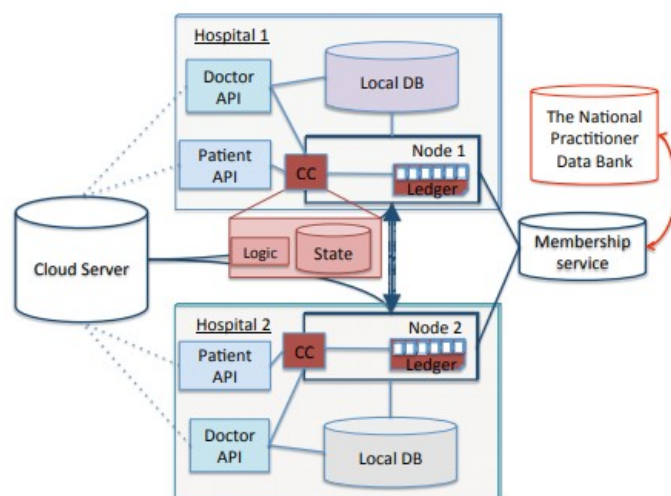 Hospital 1
Doctor
API
Local DB
The National
Practitioner
Data Bank
Patient
API
Node 1
CC
Ledger
Logic
State
Cloud Server
Membership
service
Hospital 2
Node 2
Patient
API
CC
Ledger
Doctor
API
Local DB